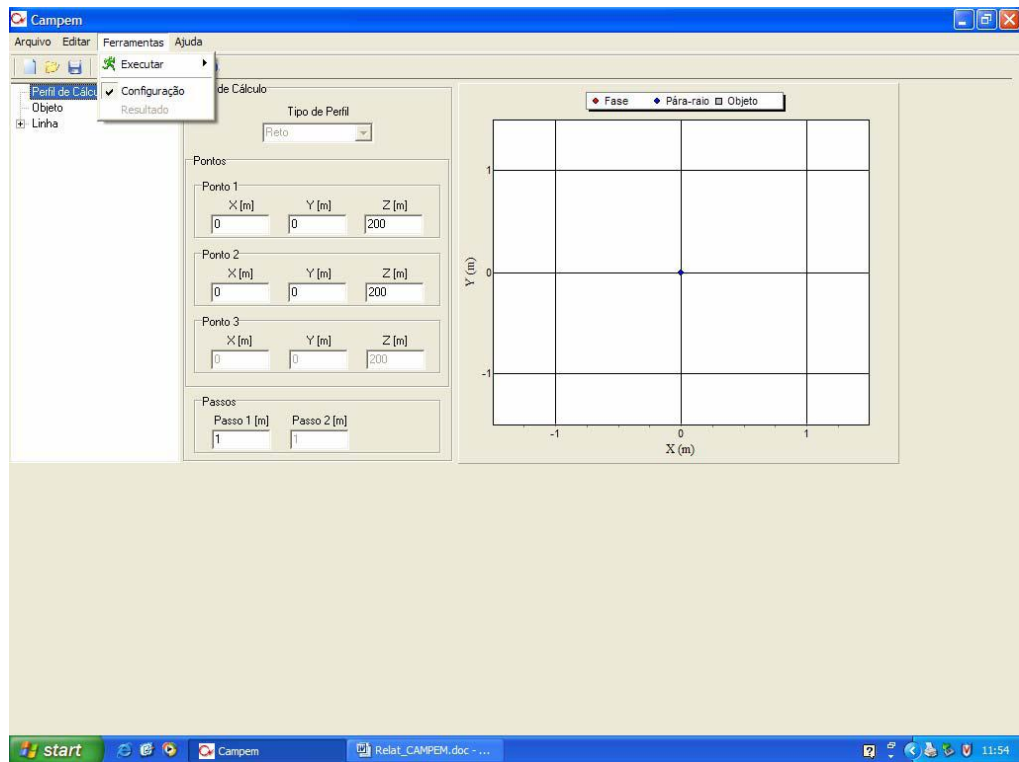 Campem
Arquivo Editar Ferramentas Ajuda
Executar
Configuração
Resultado
Perfil de Cálcu
Objeto
Linha
de Cálculo
Tipo de Perfil
Reto
Pontos
Ponto 1
X [m] Y [m] Z [m]
0 0 200
Ponto 2
X [m] Y [m] Z [m]
0 0 200
Ponto 3
X [m] Y [m] Z [m]
0 0 200
Passos
Passo 1 [m] Passo 2 [m]
1 1
Fase Pára-raio Objeto
1
0
-1
Y (m)
-1 0 1
X (m)
start Campem Relat_CAMPEM.doc - ... 11:54